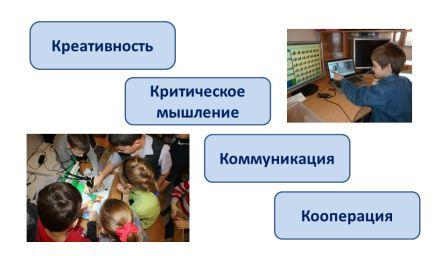 Креативность
Критическое
мышление
Коммуникация
Кооперация